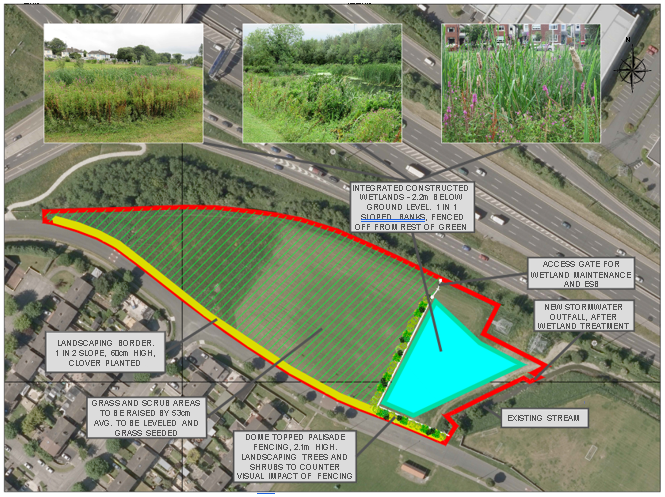 N
INTEGRATED CONSTRUCTED
WETLANDS - 2.2m BELOW
GROUND LEVEL. 1 IN 1
SLOPED BANKS, FENCED
OFF FROM REST OF GREEN
ACCESS GATE FOR
WETLAND MAINTENANCE
AND ESB
NEW STORMWATER
OUTFALL, AFTER
WETLAND TREATMENT
LANDSCAPING BORDER.
1 IN 2 SLOPE, 60cm HIGH,
CLOVER PLANTED
GRASS AND SCRUB AREAS
TO BE RAISED BY 53cm
AVG. TO BE LEVELED AND
GRASS SEEDED
EXISTING STREAM
DOME TOPPED PALISADE
FENCING, 2.1m HIGH.
LANDSCAPING TREES AND
SHRUBS TO COUNTER
VISUAL IMPACT OF FENCING